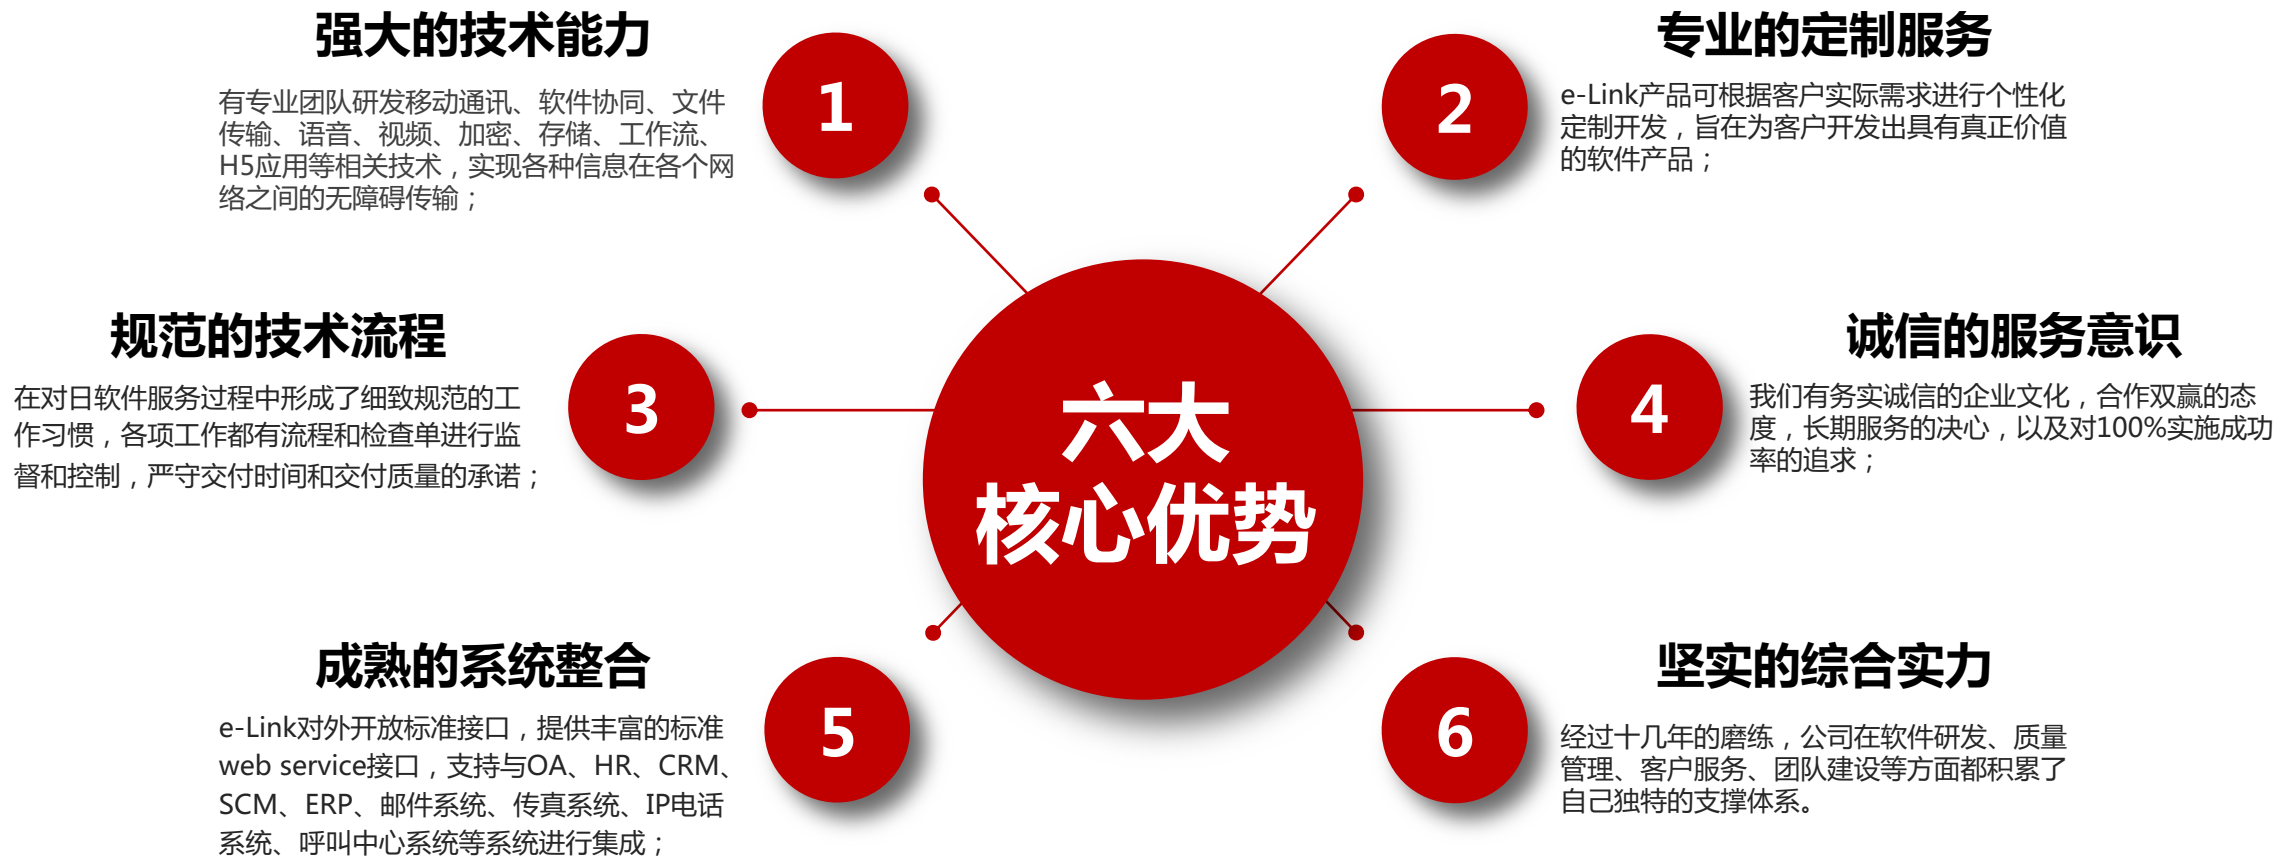 强大的技术能力
有专业团队研发移动通讯、软件协同、文件
传输、语音、视频、加密、存储、工作流、
H5应用等相关技术，实现各种信息在各个网
络之间的无障碍传输；
1
专业的定制服务
e-Link产品可根据客户实际需求进行个性化
定制开发，旨在为客户开发出具有真正价值
的软件产品；
2
规范的技术流程
在对日软件服务过程中形成了细致规范的工
作习惯，各项工作都有流程和检查单进行监
督和控制，严守交付时间和交付质量的承诺；
3
六大
核心优势
诚信的服务意识
我们有务实诚信的企业文化，合作双赢的态
度，长期服务的决心，以及对100%实施成功
率的追求；
4
成熟的系统整合
e-Link对外开放标准接口，提供丰富的标准
web service接口，支持与OA、HR、CRM、
SCM、ERP、邮件系统、传真系统、IP电话
系统、呼叫中心系统等系统进行集成；
5
坚实的综合实力
经过十几年的磨练，公司在软件研发、质量
管理、客户服务、团队建设等方面都积累了
自己独特的支撑体系。
6